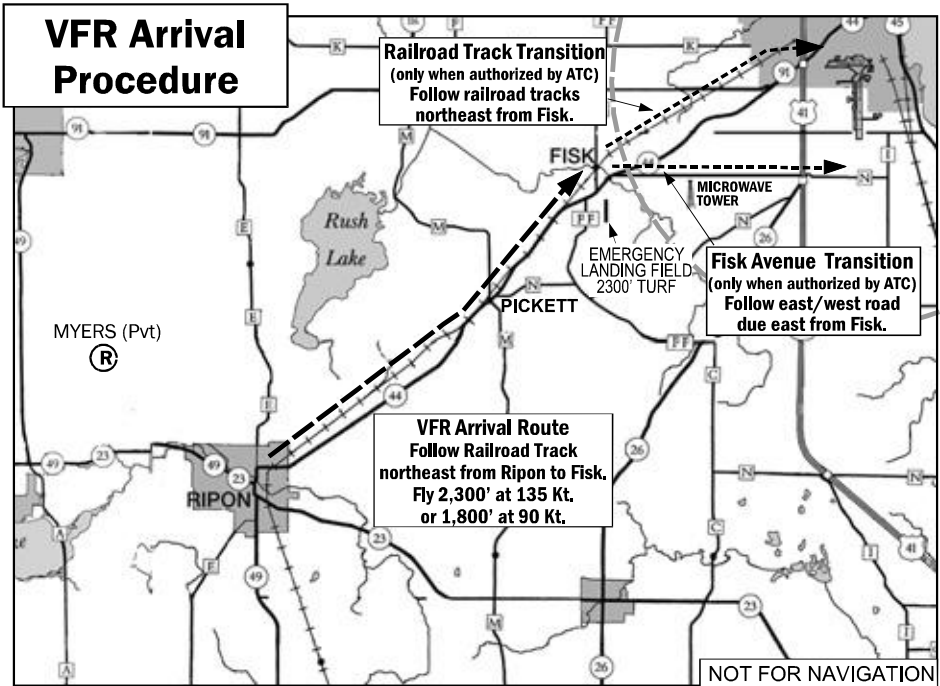 VFR Arrival
Procedure
K
F
FF
K
44
45
Railroad Track Transition
(only when authorized by ATC)
Follow railroad tracks
northeast from Fisk.
91
41
91
91
M
I
FISK
44
N
MICROWAVE
TOWER
E
Rush
Lake
M
FF
N
26
49
EMERGENCY
LANDING FIELD
2300' TURF
Fisk Avenue Transition
(only when authorized by ATC)
Follow east/west road
due east from Fisk.
N
PICKETT
E
MYERS (Pvt)
R
M
FF
C
44
E
VFR Arrival Route
Follow Railroad Track
northeast from Ripon to Fisk.
Fly 2,300' at 135 Kt.
or 1,800' at 90 Kt.
49
23
49
26
23
RIPON
N
N
A
23
C
41
E
49
I
M
23
I
A
26
NOT FOR NAVIGATION